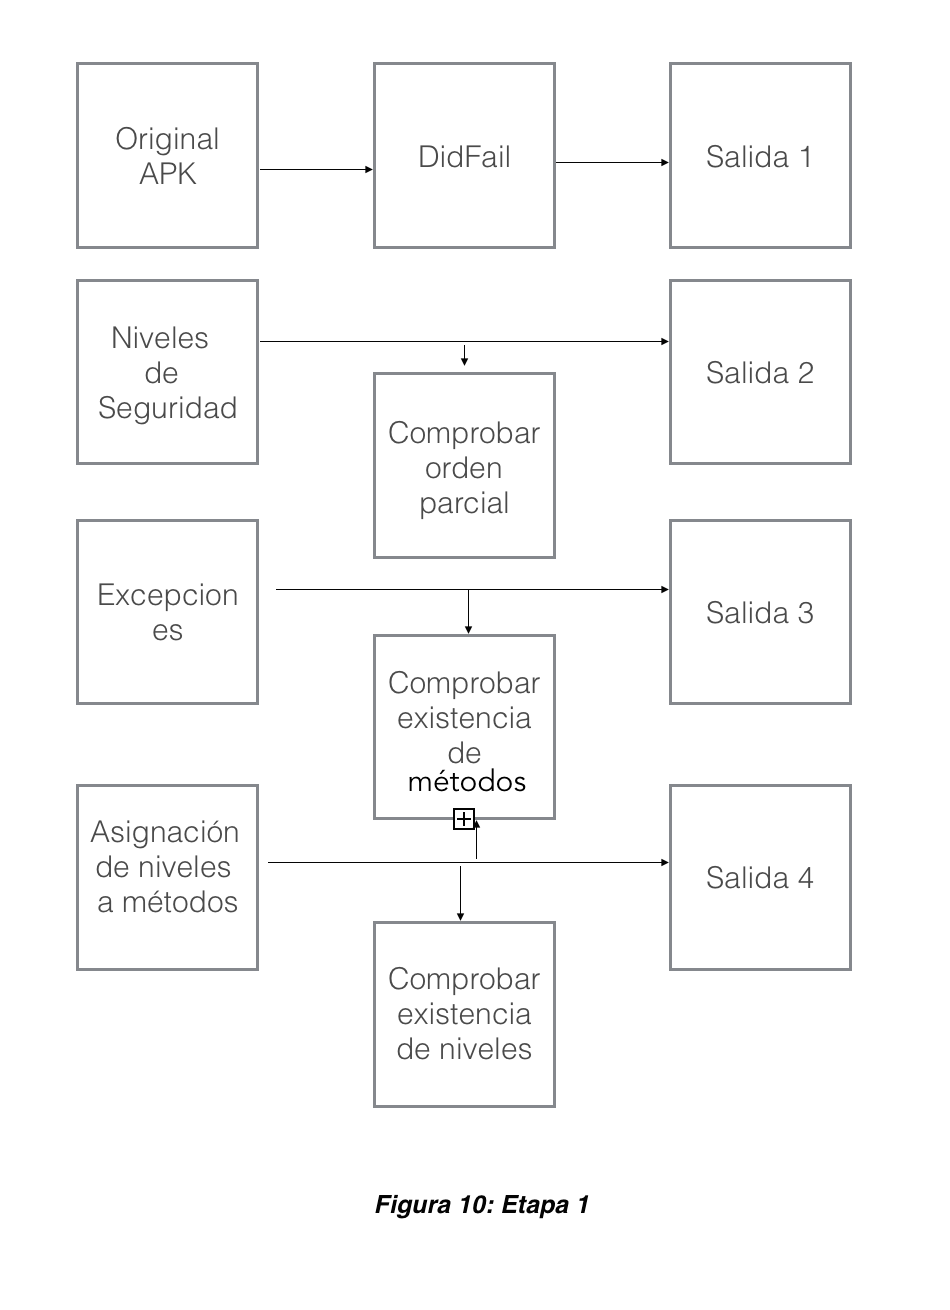 Original
APK
DidFail
Salida 1
Niveles
de
Seguridad
Salida 2
Comprobar
orden
parcial
Excepcion
es
Salida 3
Comprobar
existencia
de
métodos
Asignación
de niveles
a métodos
Salida 4
Comprobar
existencia
de niveles
Figura 10: Etapa 1